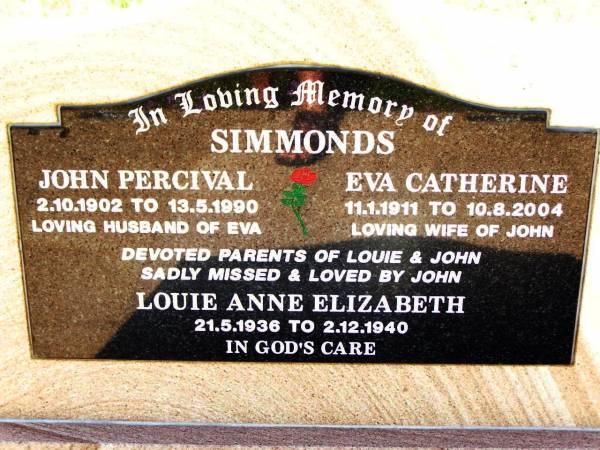 In Loving Memory of
SIMMONDS
JOHN PERCIVAL
2.10.1902 TO 13.5.1990
LOVING HUSBAND OF EVA
EVA CATHERINE
11.1.1911 TO 10.8.2004
LOVING WIFE OF JOHN
DEVOTED PARENTS OF LOUIE & JOHN
SADLY MISSED & LOVED BY JOHN
LOUIE ANNE ELIZABETH
21.5.1936 TO 2.12.1940
IN GOD'S CARE